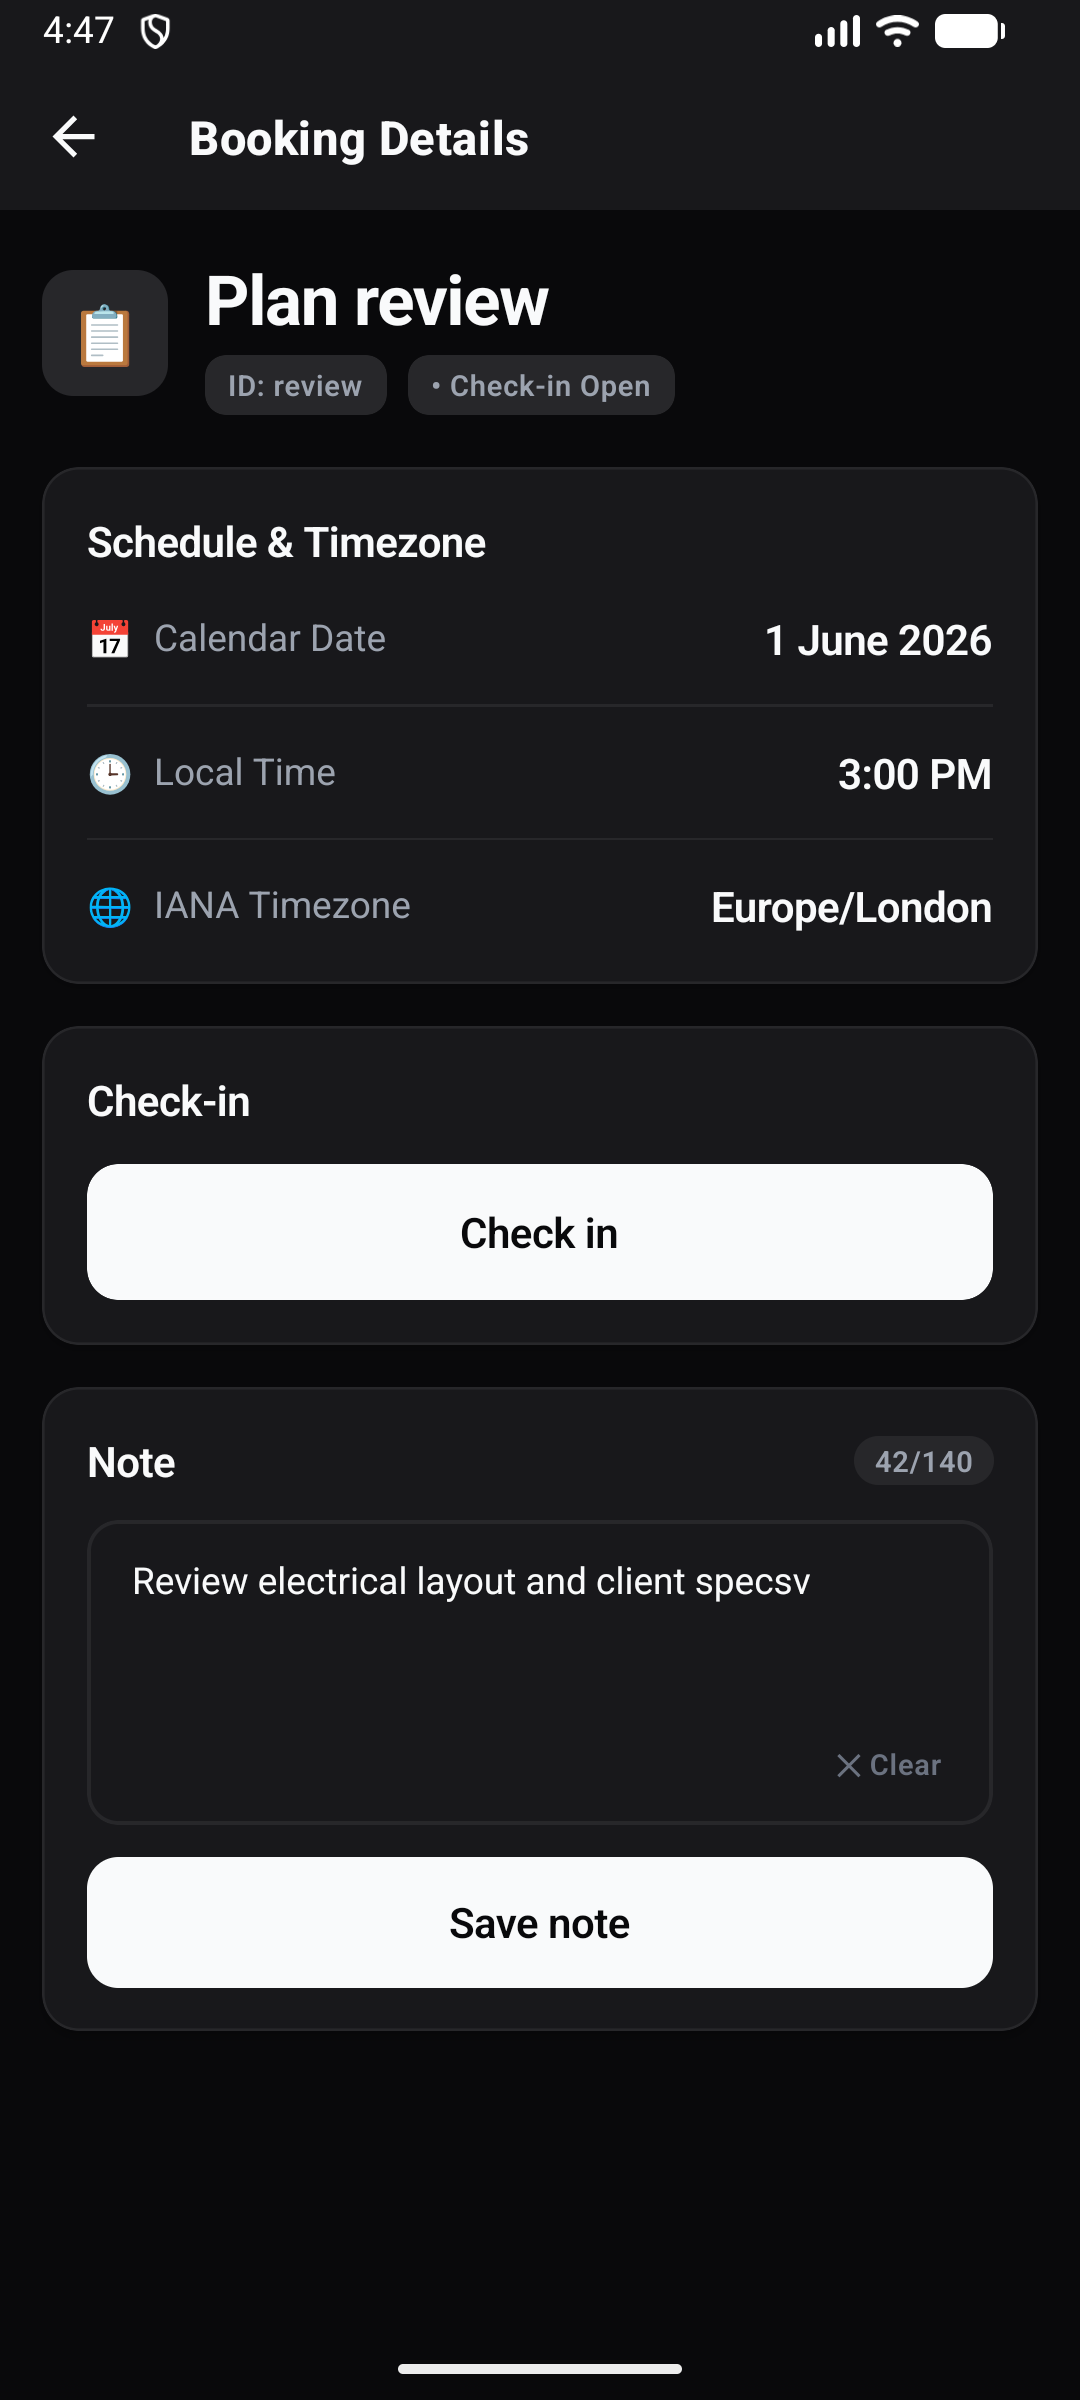 4:47
Booking Details
Plan review
ID: review
• Check-in Open
Schedule & Timezone
July
17
Calendar Date
1 June 2026
Local Time
3:00 PM
IANA Timezone
Europe/London
Check-in
Check in
Note
42/140
Review electrical layout and client specsv
Clear
Save note